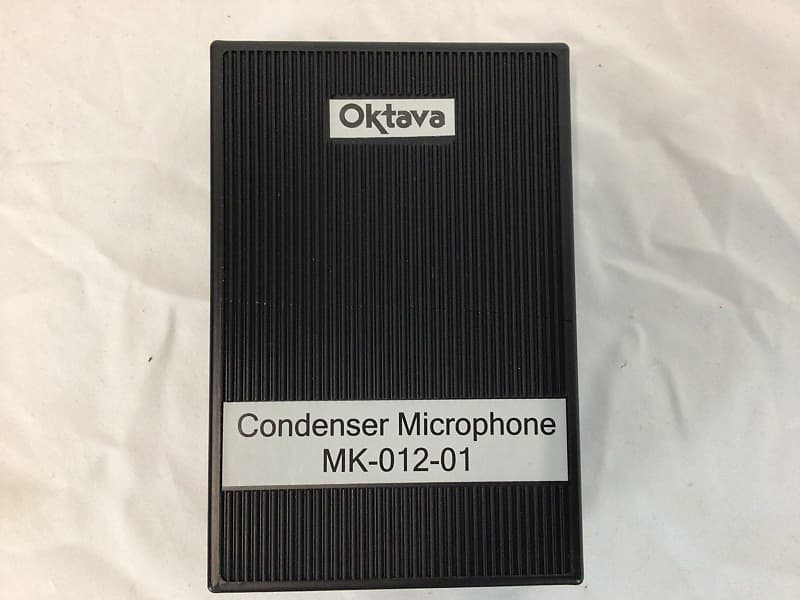 Oktava
Condenser Microphone
MK-012-01